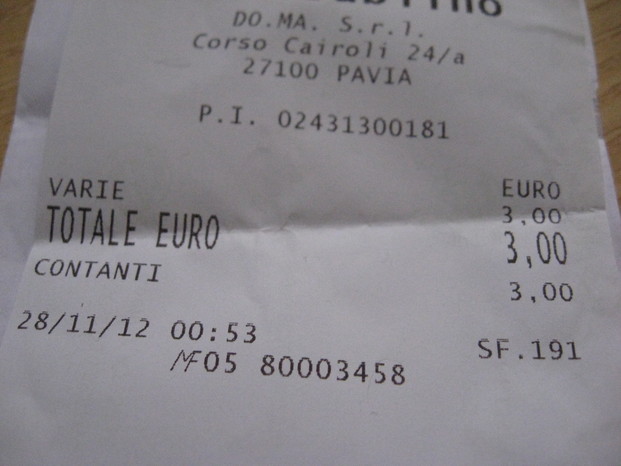 DO.MA. S.r.l.
Corso Cairoli 24/a
27100 PAVIA
P.I. 02431300181
EURO
VARIE 3,00
TOTALE EURO 3,00
CONTANTI 3,00
28/11/12 00:53 SF.191
MF05 80003458